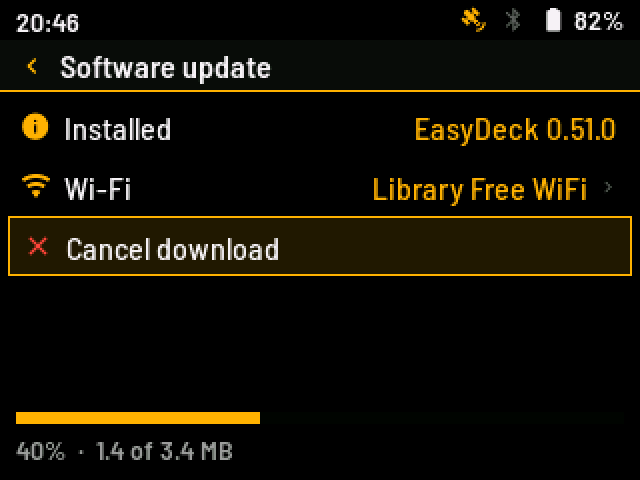 20:46 82%
Software update
Installed EasyDeck 0.51.0
Wi-Fi Library Free WiFi
Cancel download
40% · 1.4 of 3.4 MB